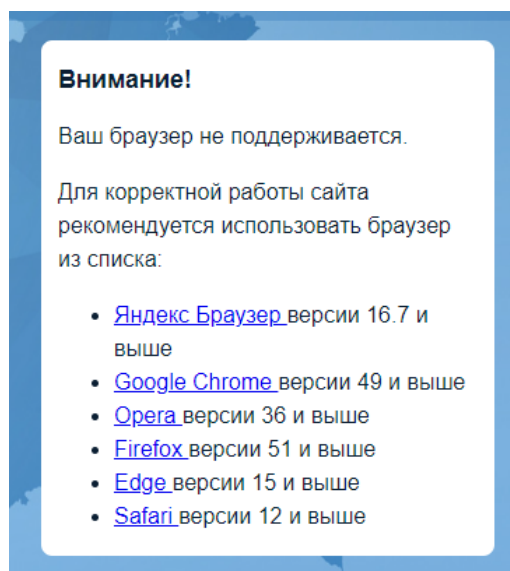 Внимание!
Ваш браузер не поддерживается.
Для корректной работы сайта
рекомендуется использовать браузер
из списка:
• Яндекс Браузер версии 16.7 и
выше
• Google Chrome версии 49 и выше
• Opera версии 36 и выше
• Firefox версии 51 и выше
• Edge версии 15 и выше
• Safari версии 12 и выше